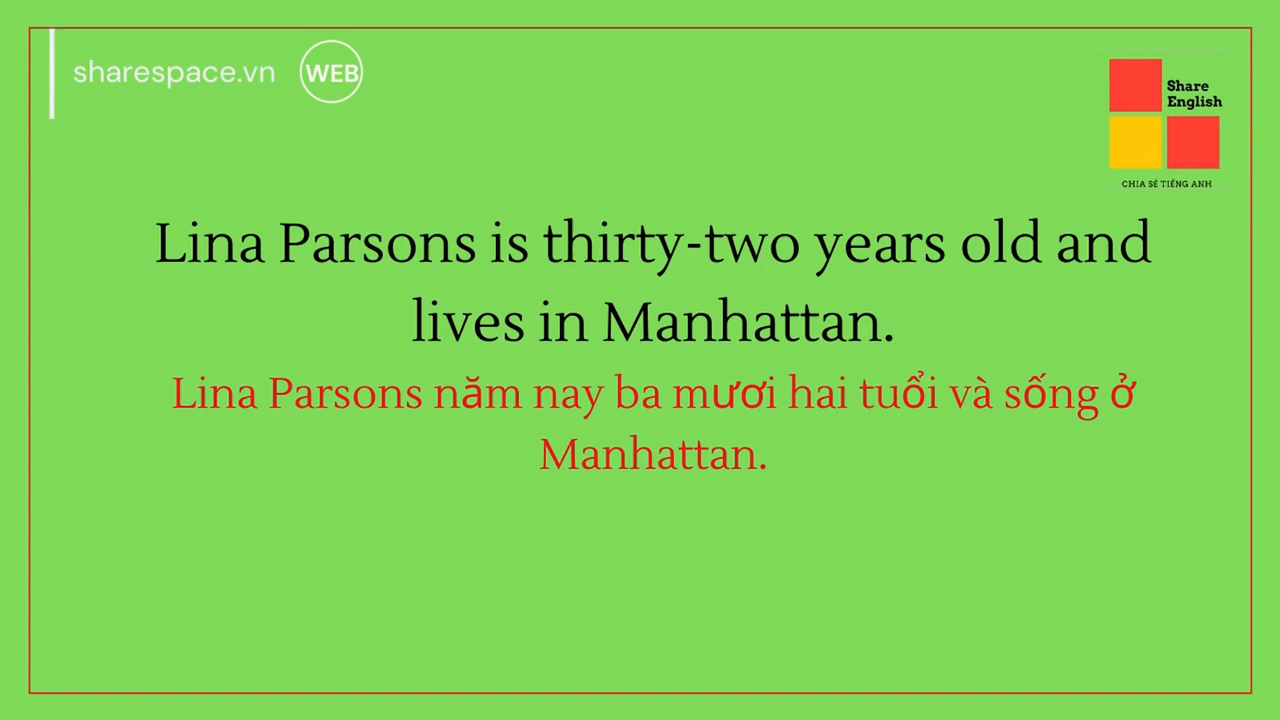 sharespace.vn WEB
Share
English
CHIA SẺ TIẾNG ANH
Lina Parsons is thirty-two years old and
lives in Manhattan.
Lina Parsons năm nay ba mươi hai tuổi và sống ở
Manhattan.